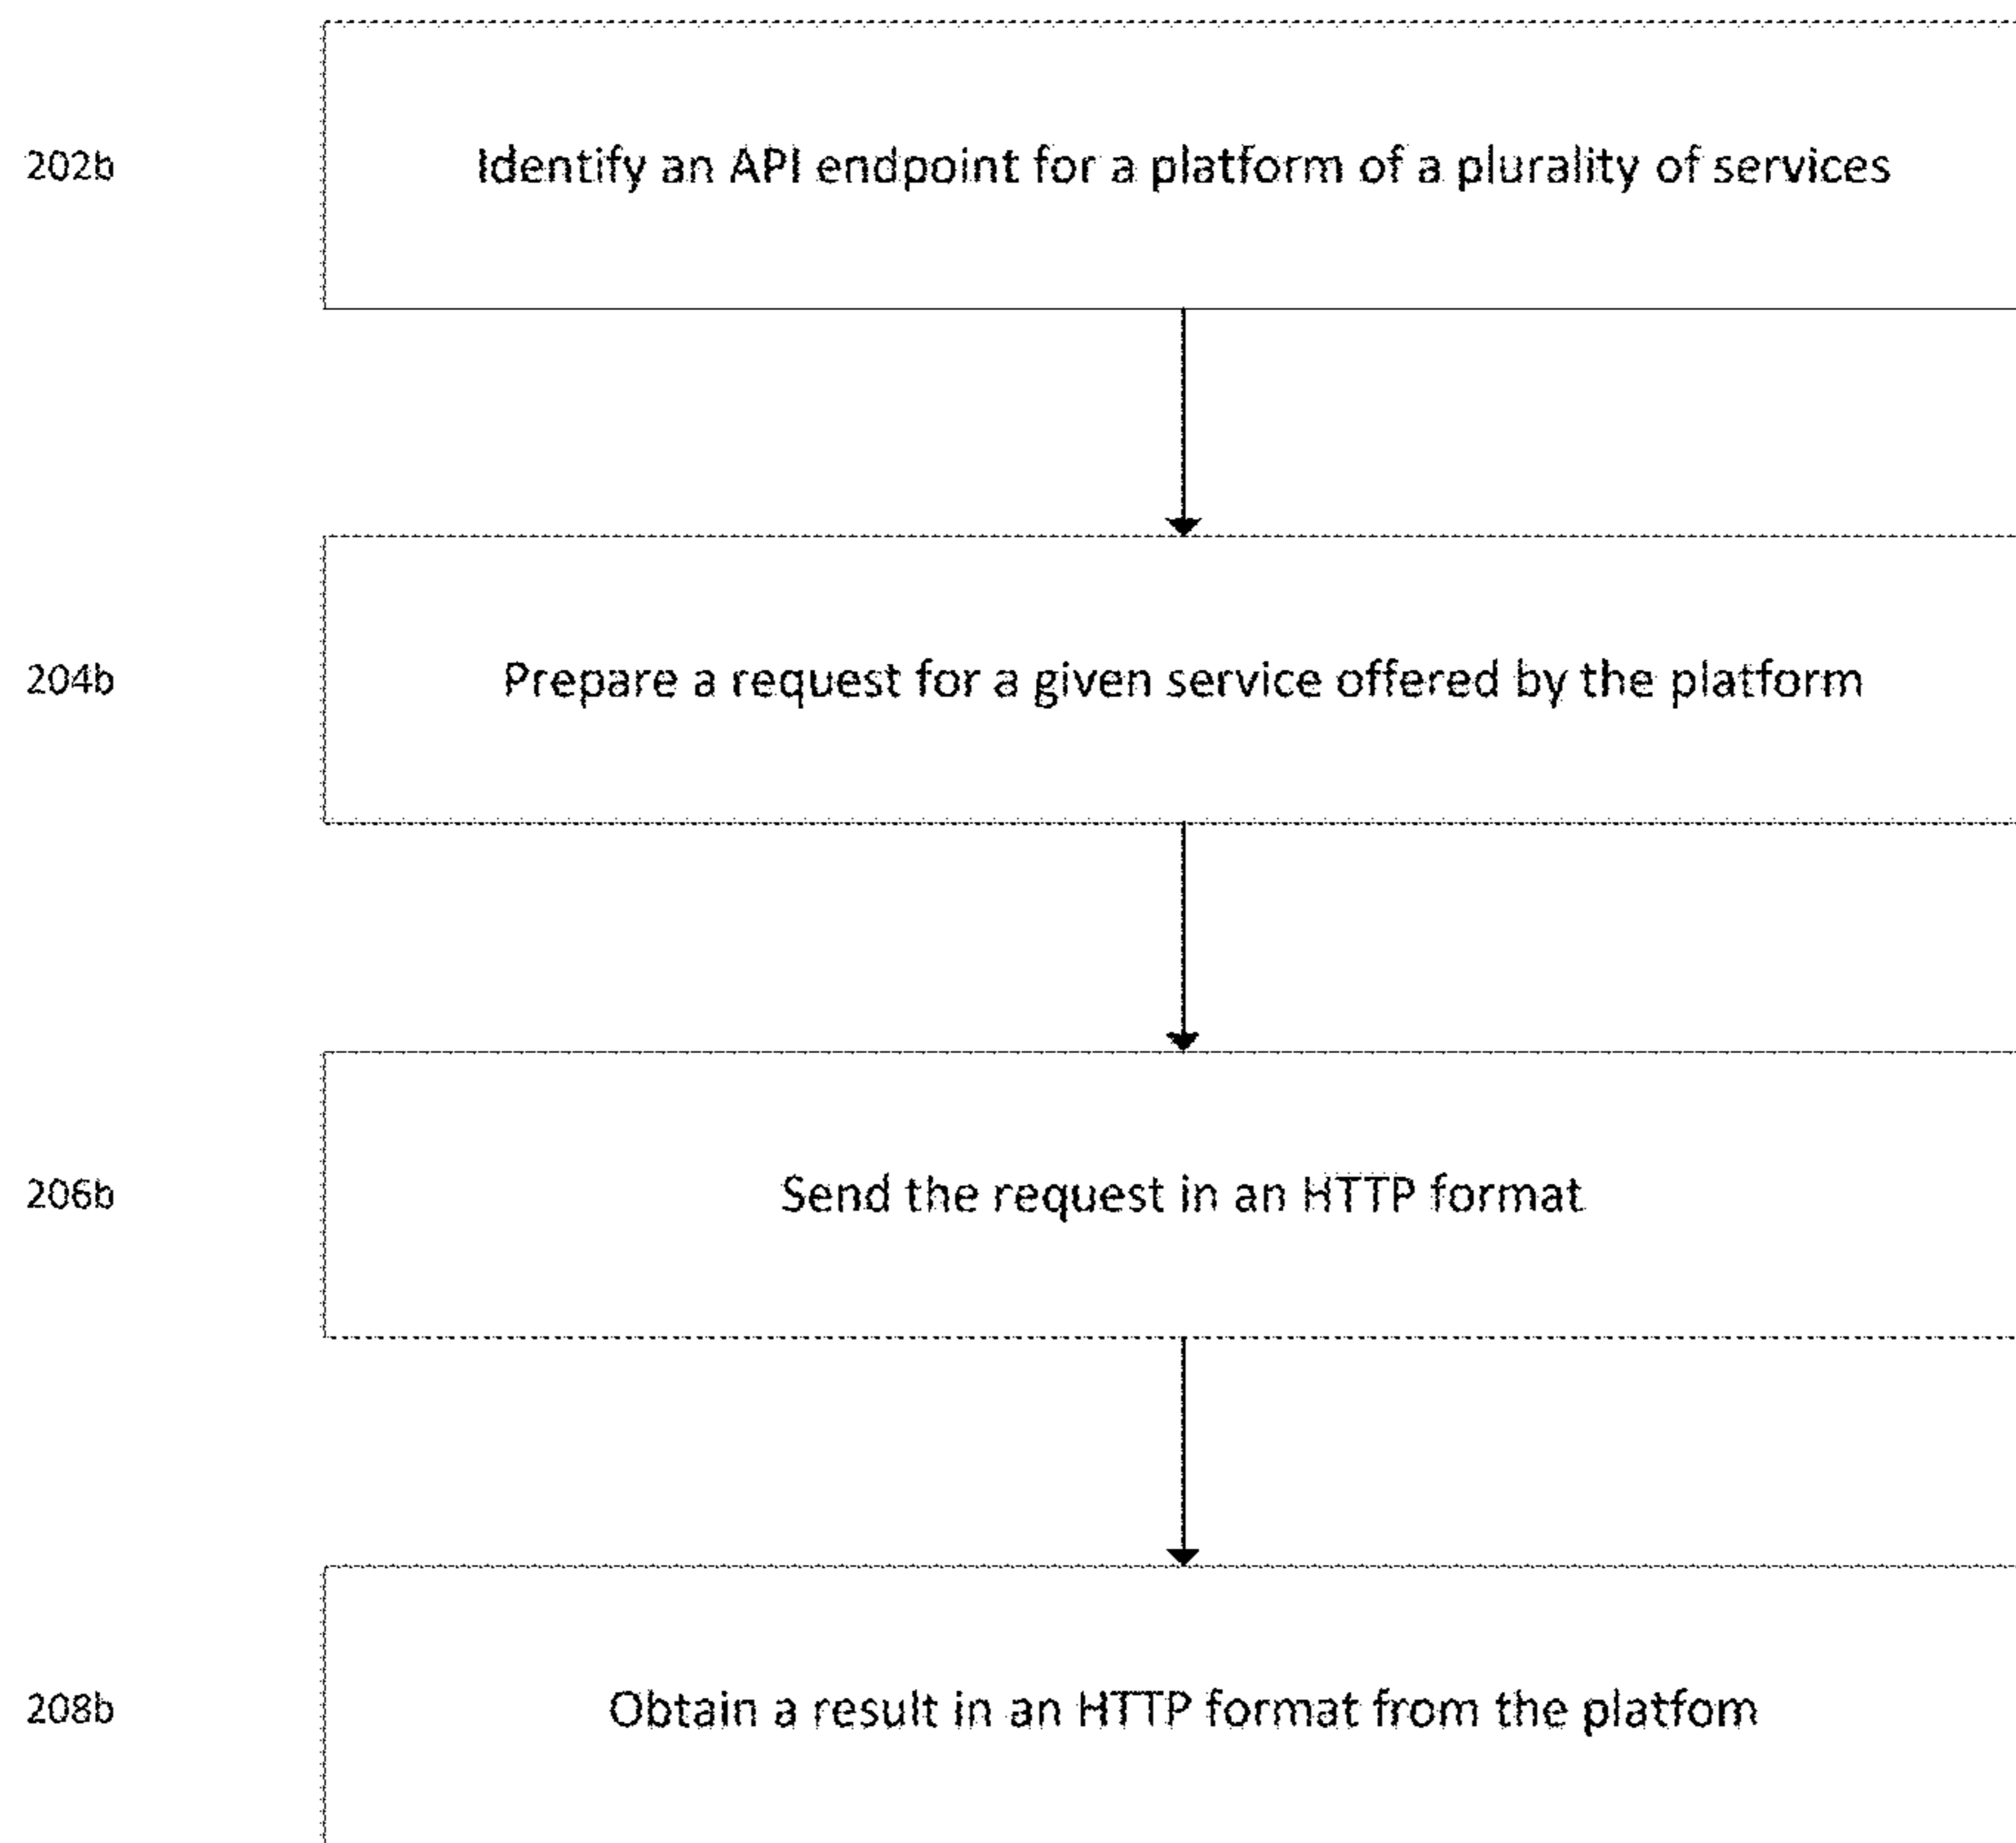 202b
Identify an API endpoint for a platform of a plurality of services
204b
Prepare a request for a given service offered by the platform
206b
Send the request in an HTTP format
208b
Obtain a result in an HTTP format from the platfom